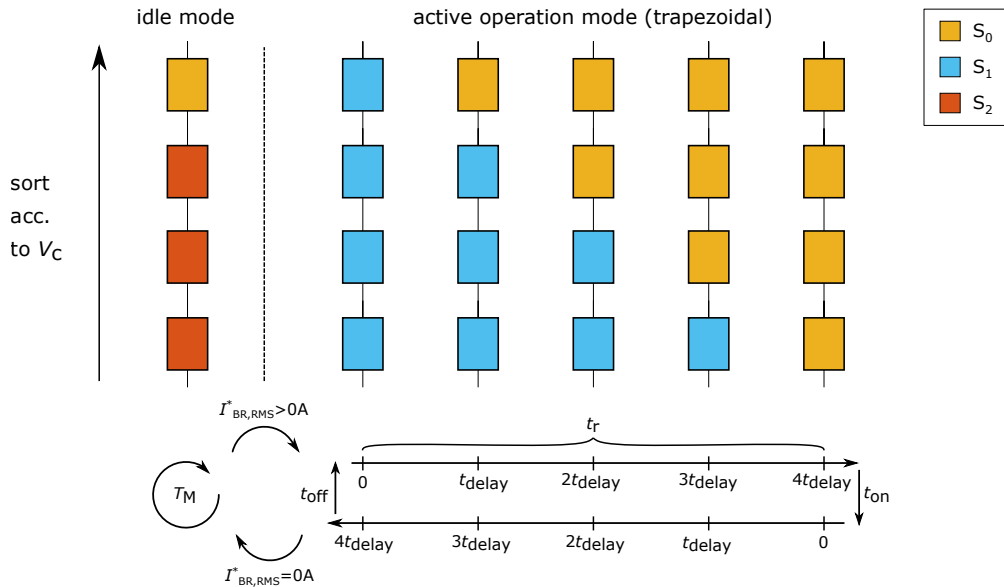 idle mode
active operation mode (trapezoidal)
S0
S1
S2
sort
acc.
to VC
I*BR,RMS>0A
tr
TM
toff
0
tdelay
2tdelay
3tdelay
4tdelay
ton
4tdelay
3tdelay
2tdelay
tdelay
0
I*BR,RMS=0A